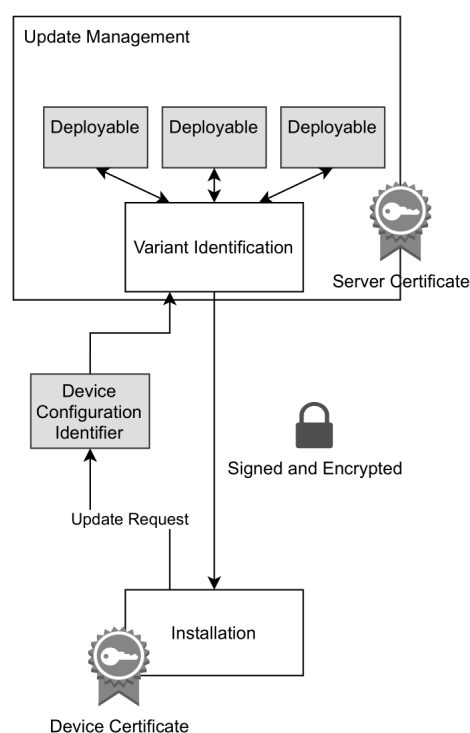 Update Management
Deployable
Deployable
Deployable
Variant Identification
Server Certificate
Device
Configuration
Identifier
Signed and Encrypted
Update Request
Installation
Device Certificate